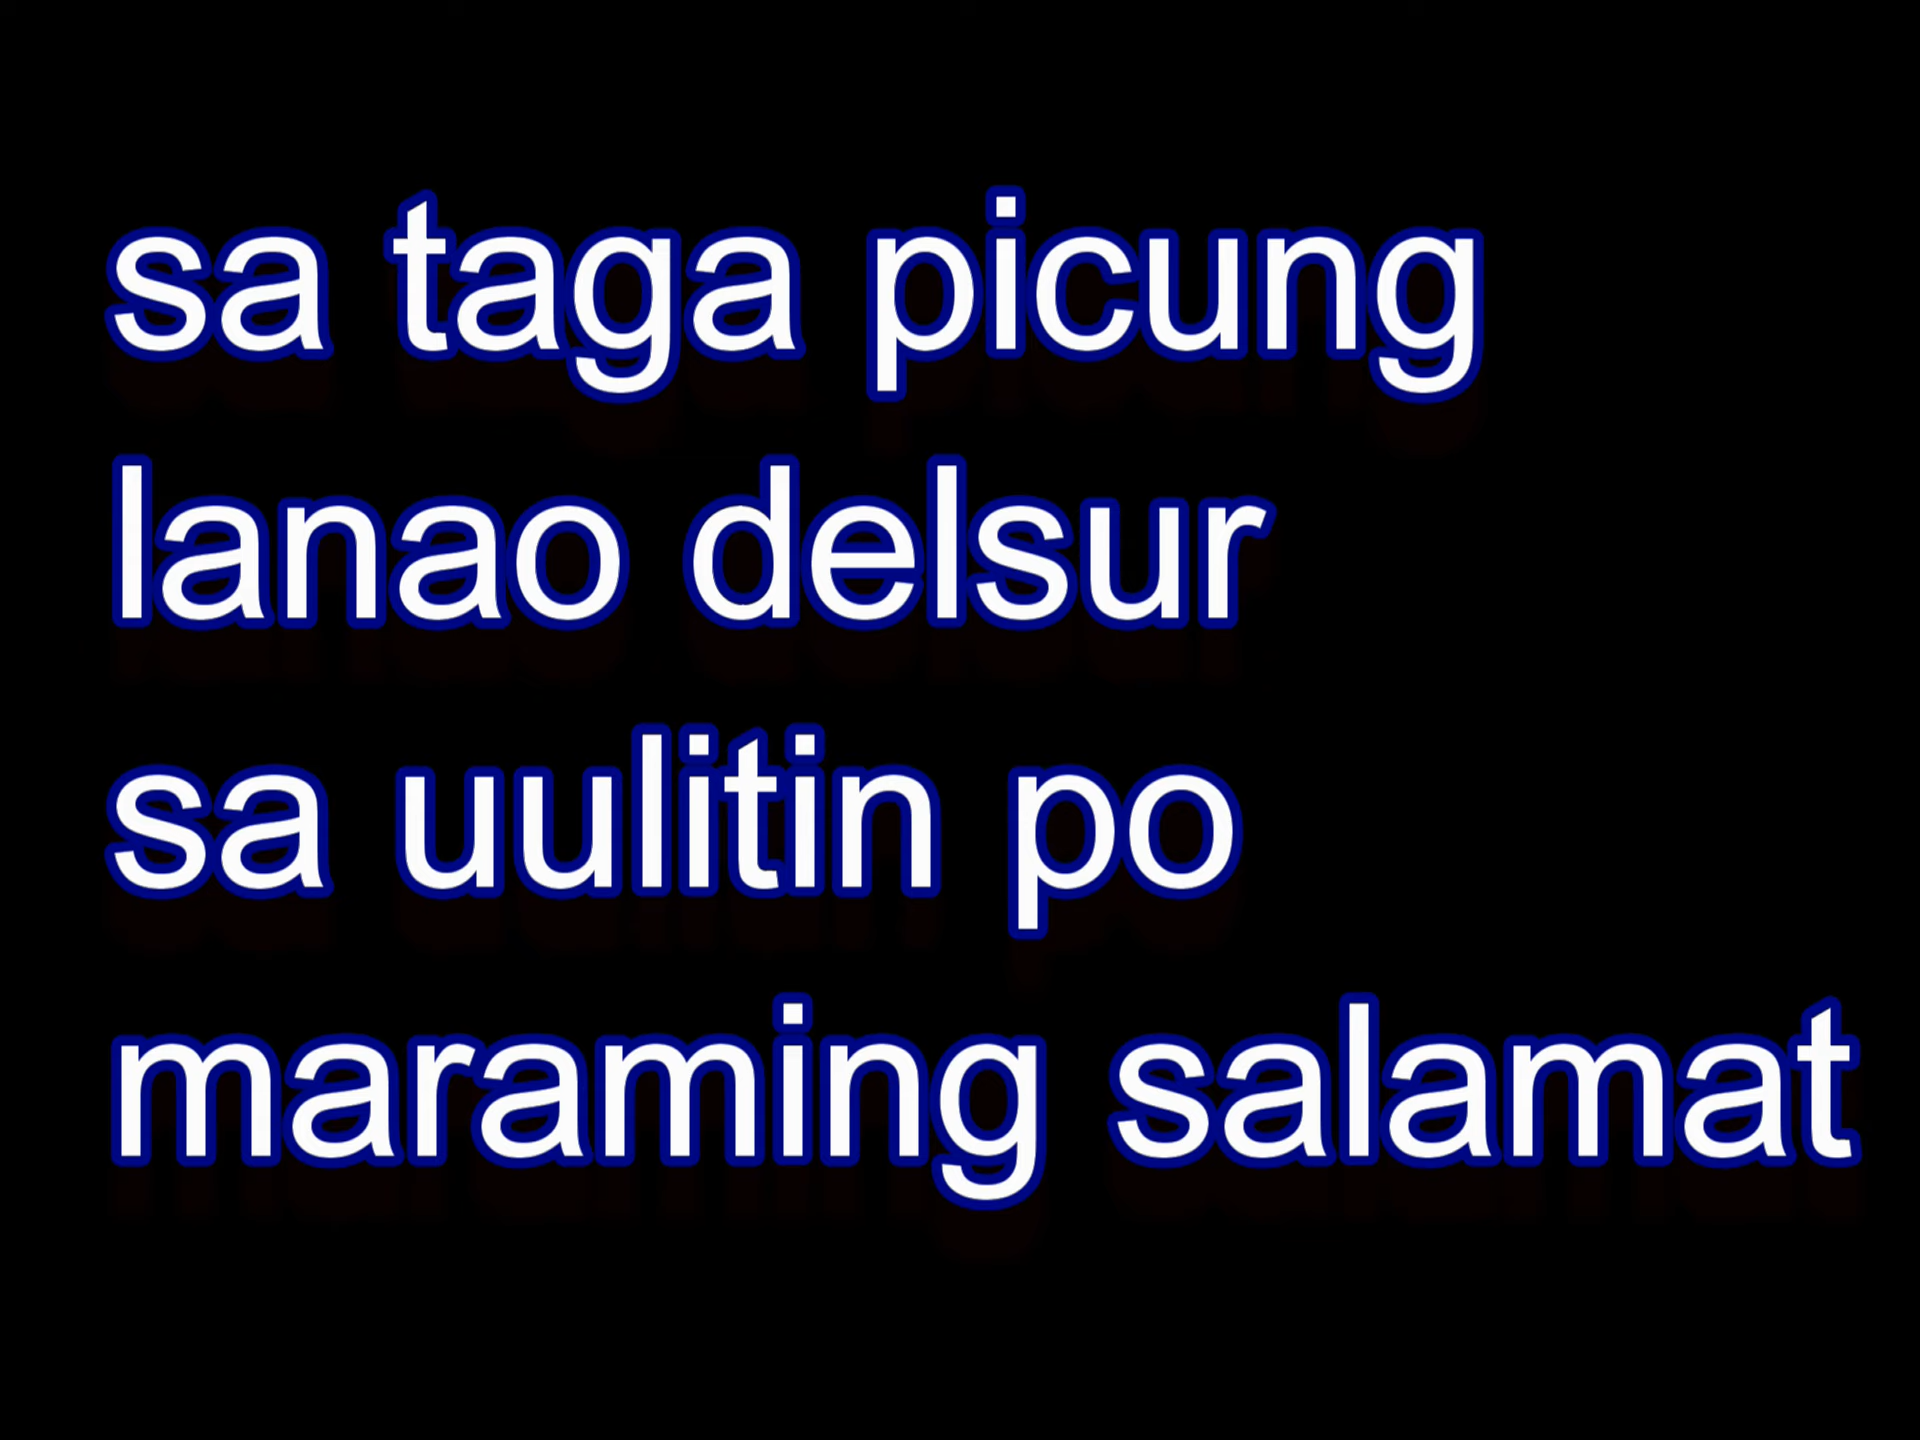 sa taga picung
lanao delsur
sa uulitin po
maraming salamat